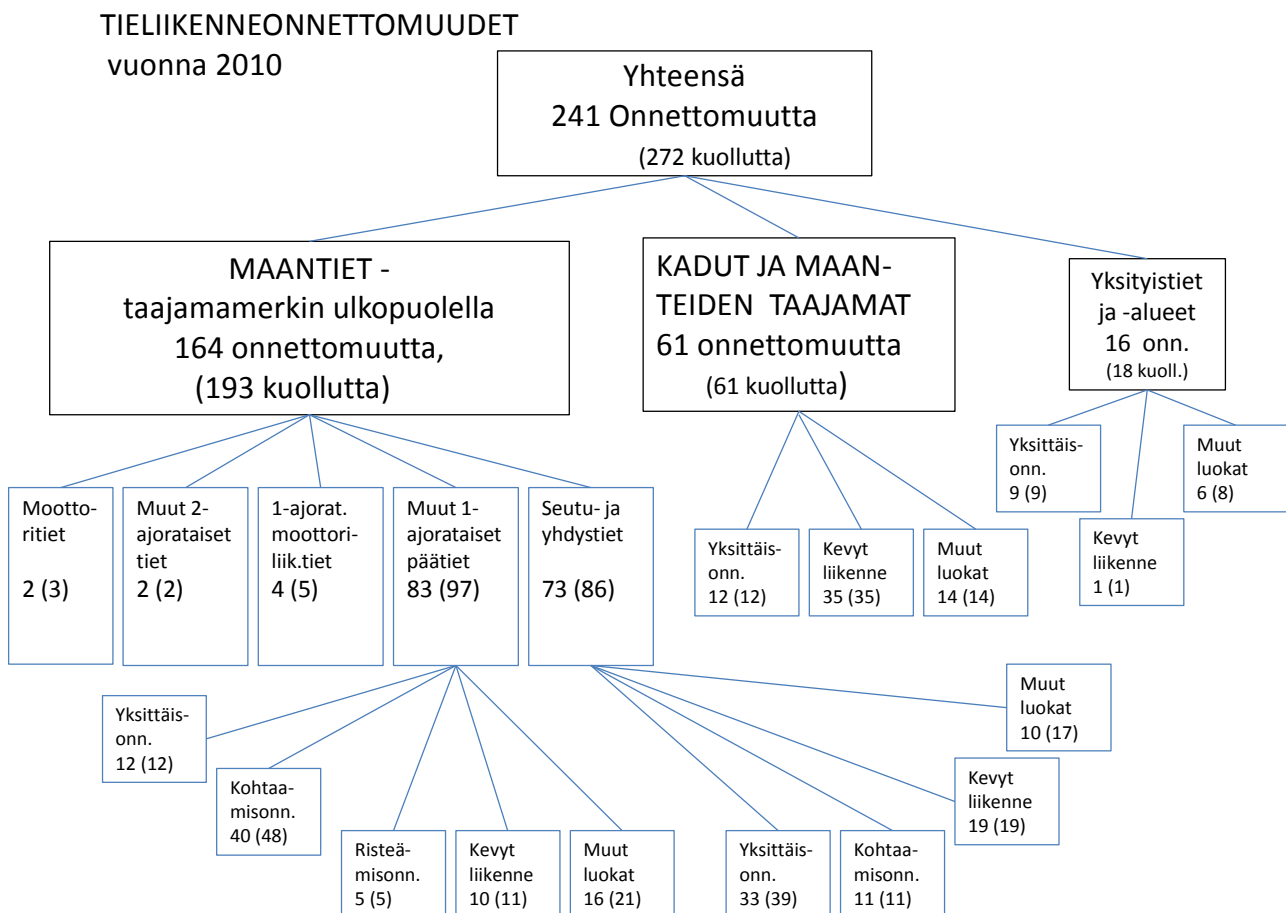 TIELIIKENNEONNETTOMUUDET
vuonna 2010
Yhteensä
241 Onnettomuutta
(272 kuollutta)
MAANTIET -
taajamamerkin ulkopuolella
164 onnettomuutta,
(193 kuollutta)
KADUT JA MAAN-
TEIDEN TAAJAMAT
61 onnettomuutta
(61 kuollutta)
Yksityistiet
ja -alueet
16 onn.
(18 kuoll.)
Yksittäis-
onn.
9 (9)
Kevyt
liikenne
1 (1)
Muut
luokat
6 (8)
Yksittäis-
onn.
12 (12)
Kevyt
liikenne
35 (35)
Muut
luokat
14 (14)
Mootto-
ritiet
2 (3)
Muut 2-
ajorataiset
tiet
2 (2)
1-ajorat.
moottori-
liik.tiet
4 (5)
Muut 1-
ajorataiset
päätiet
83 (97)
Seutu- ja
yhdystiet
73 (86)
Yksittäis-
onn.
12 (12)
Kohtaa-
misonn.
40 (48)
Risteä-
misonn.
5 (5)
Kevyt
liikenne
10 (11)
Muut
luokat
16 (21)
Yksittäis-
onn.
33 (39)
Kohtaa-
misonn.
11 (11)
Kevyt
liikenne
19 (19)
Muut
luokat
10 (17)